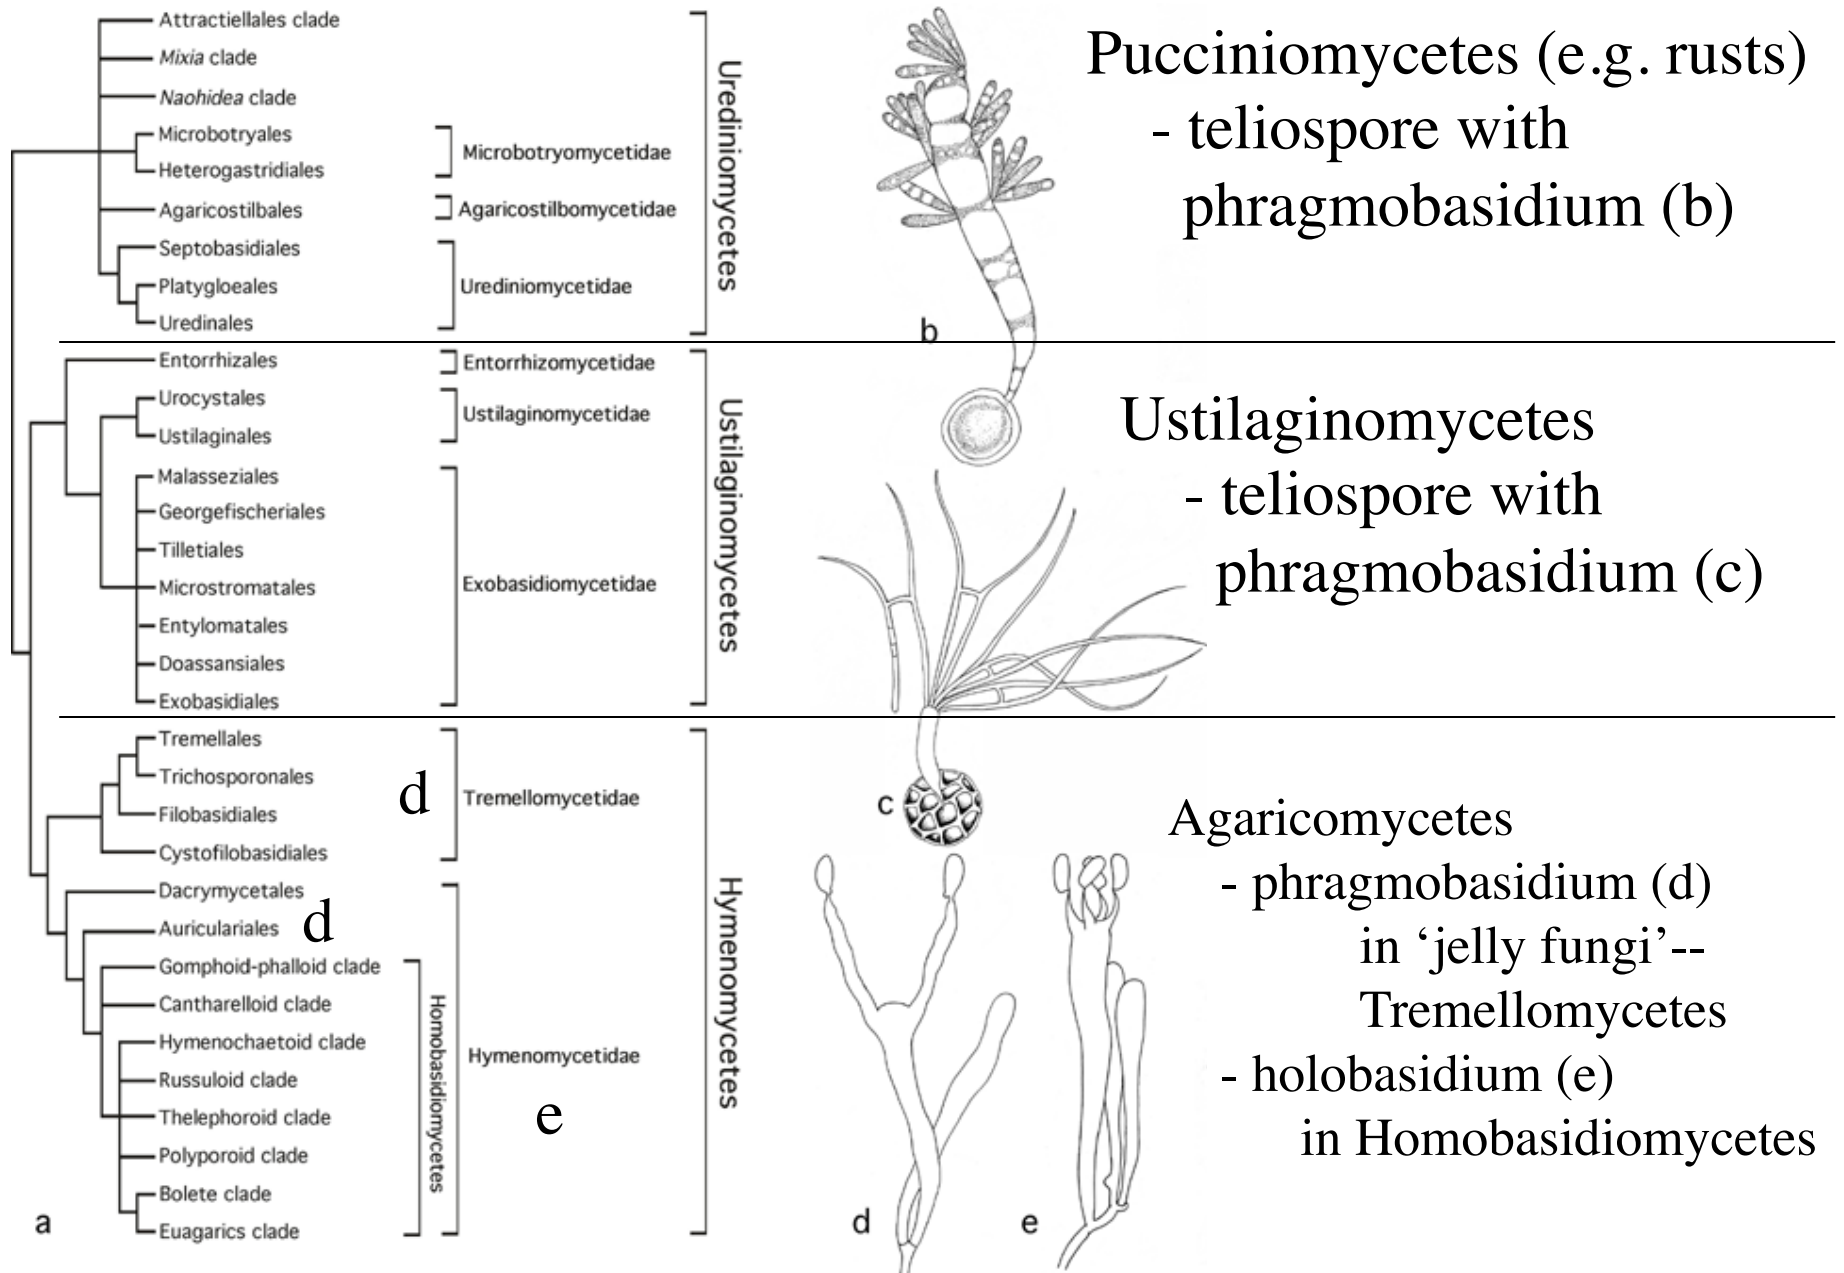 Attractiellales clade
Mixia clade
Naohidea clade
Microbotryales
Heterogastridiales
Agaricostilbales
Septobasidiales
Platygloeales
Uredinales
Microbotryomycetidae
Agaricostilbomycetidae
Urediniomycetidae
Urediniomycetes
b
Pucciniomycetes (e.g. rusts)
- teliospore with
phragmobasidium (b)
Entorrhizales
Urocystales
Ustilaginales
Malasseziales
Georgefischeriales
Tilletiales
Microstromatales
Entylomatales
Doassansiales
Exobasidiales
Entorrhizomycetidae
Ustilaginomycetidae
Exobasidiomycetidae
Ustilaginomycetes
c
Ustilaginomycetes
- teliospore with
phragmobasidium (c)
Tremellales
Trichosporonales
Filobasidiales
Cystofilobasidiales
Dacrymycetales
Auriculariales
Gomphoid-phalloid clade
Cantharelloid clade
Hymenochaetoid clade
Russuloid clade
Thelephoroid clade
Polyporoid clade
Bolete clade
Euagarics clade
a
d
d
Homobasidiomycetes
Tremellomycetidae
Hymenomycetidae
e
Hymenomycetes
d
e
Agaricomycetes
- phragmobasidium (d)
in ‘jelly fungi’--
Tremellomycetes
- holobasidium (e)
in Homobasidiomycetes